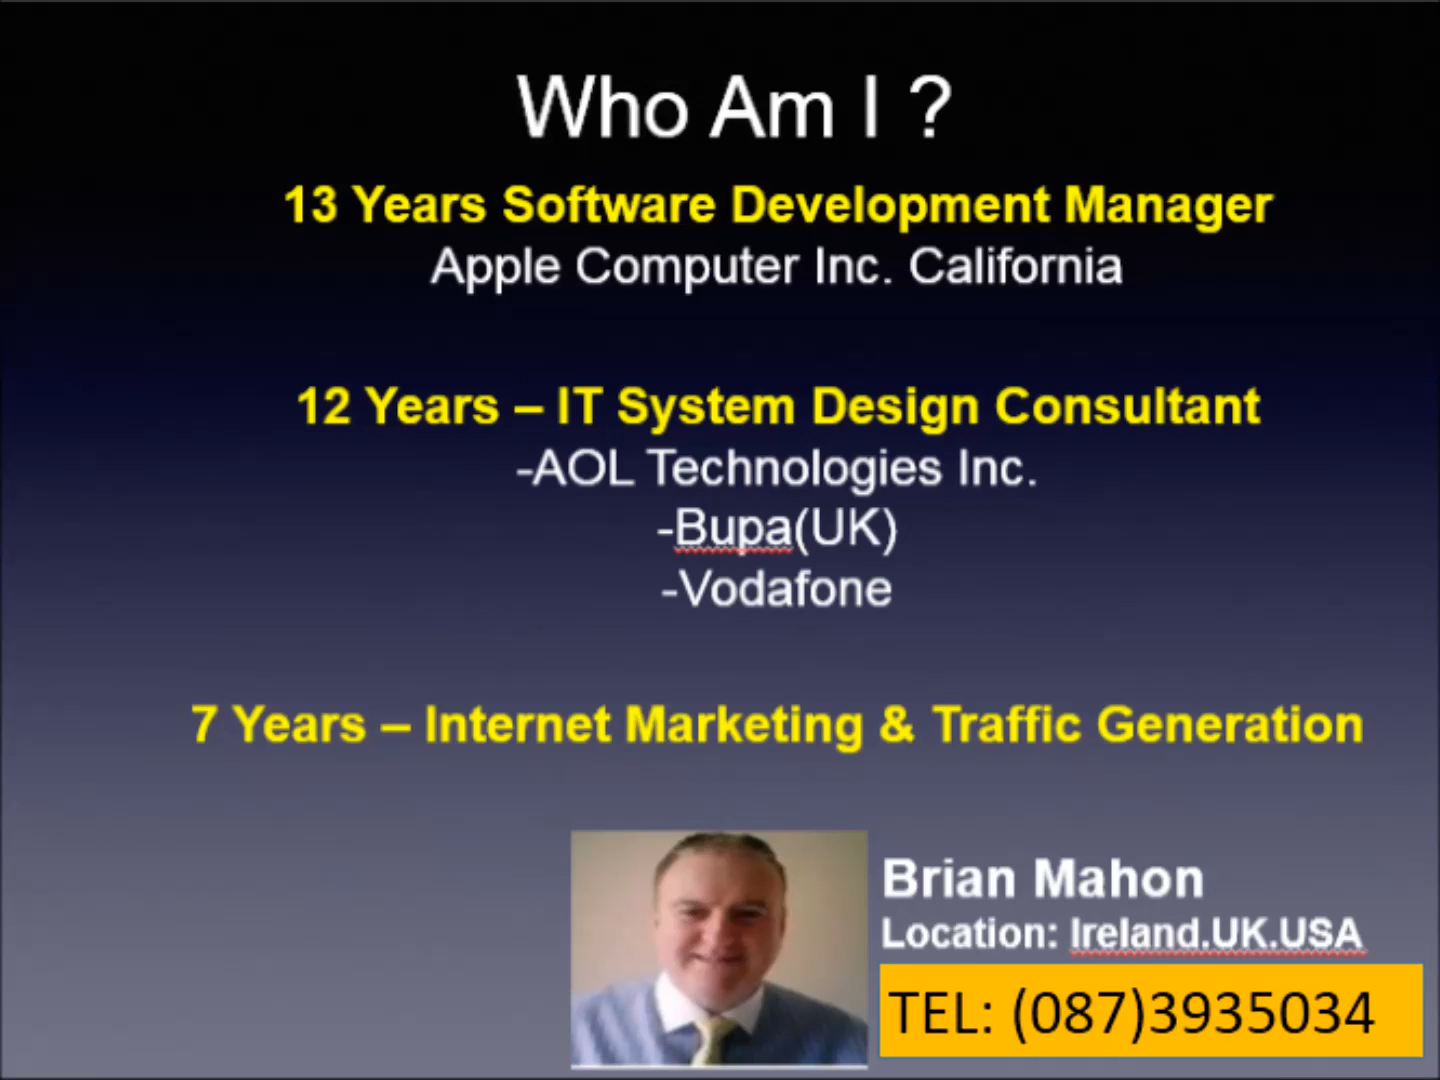 Who Am I ?
13 Years Software Development Manager
Apple Computer Inc. California
12 Years – IT System Design Consultant
-AOL Technologies Inc.
-Bupa(UK)
-Vodafone
7 Years – Internet Marketing & Traffic Generation
Brian Mahon
Location: Ireland.UK.USA
TEL: (087)3935034